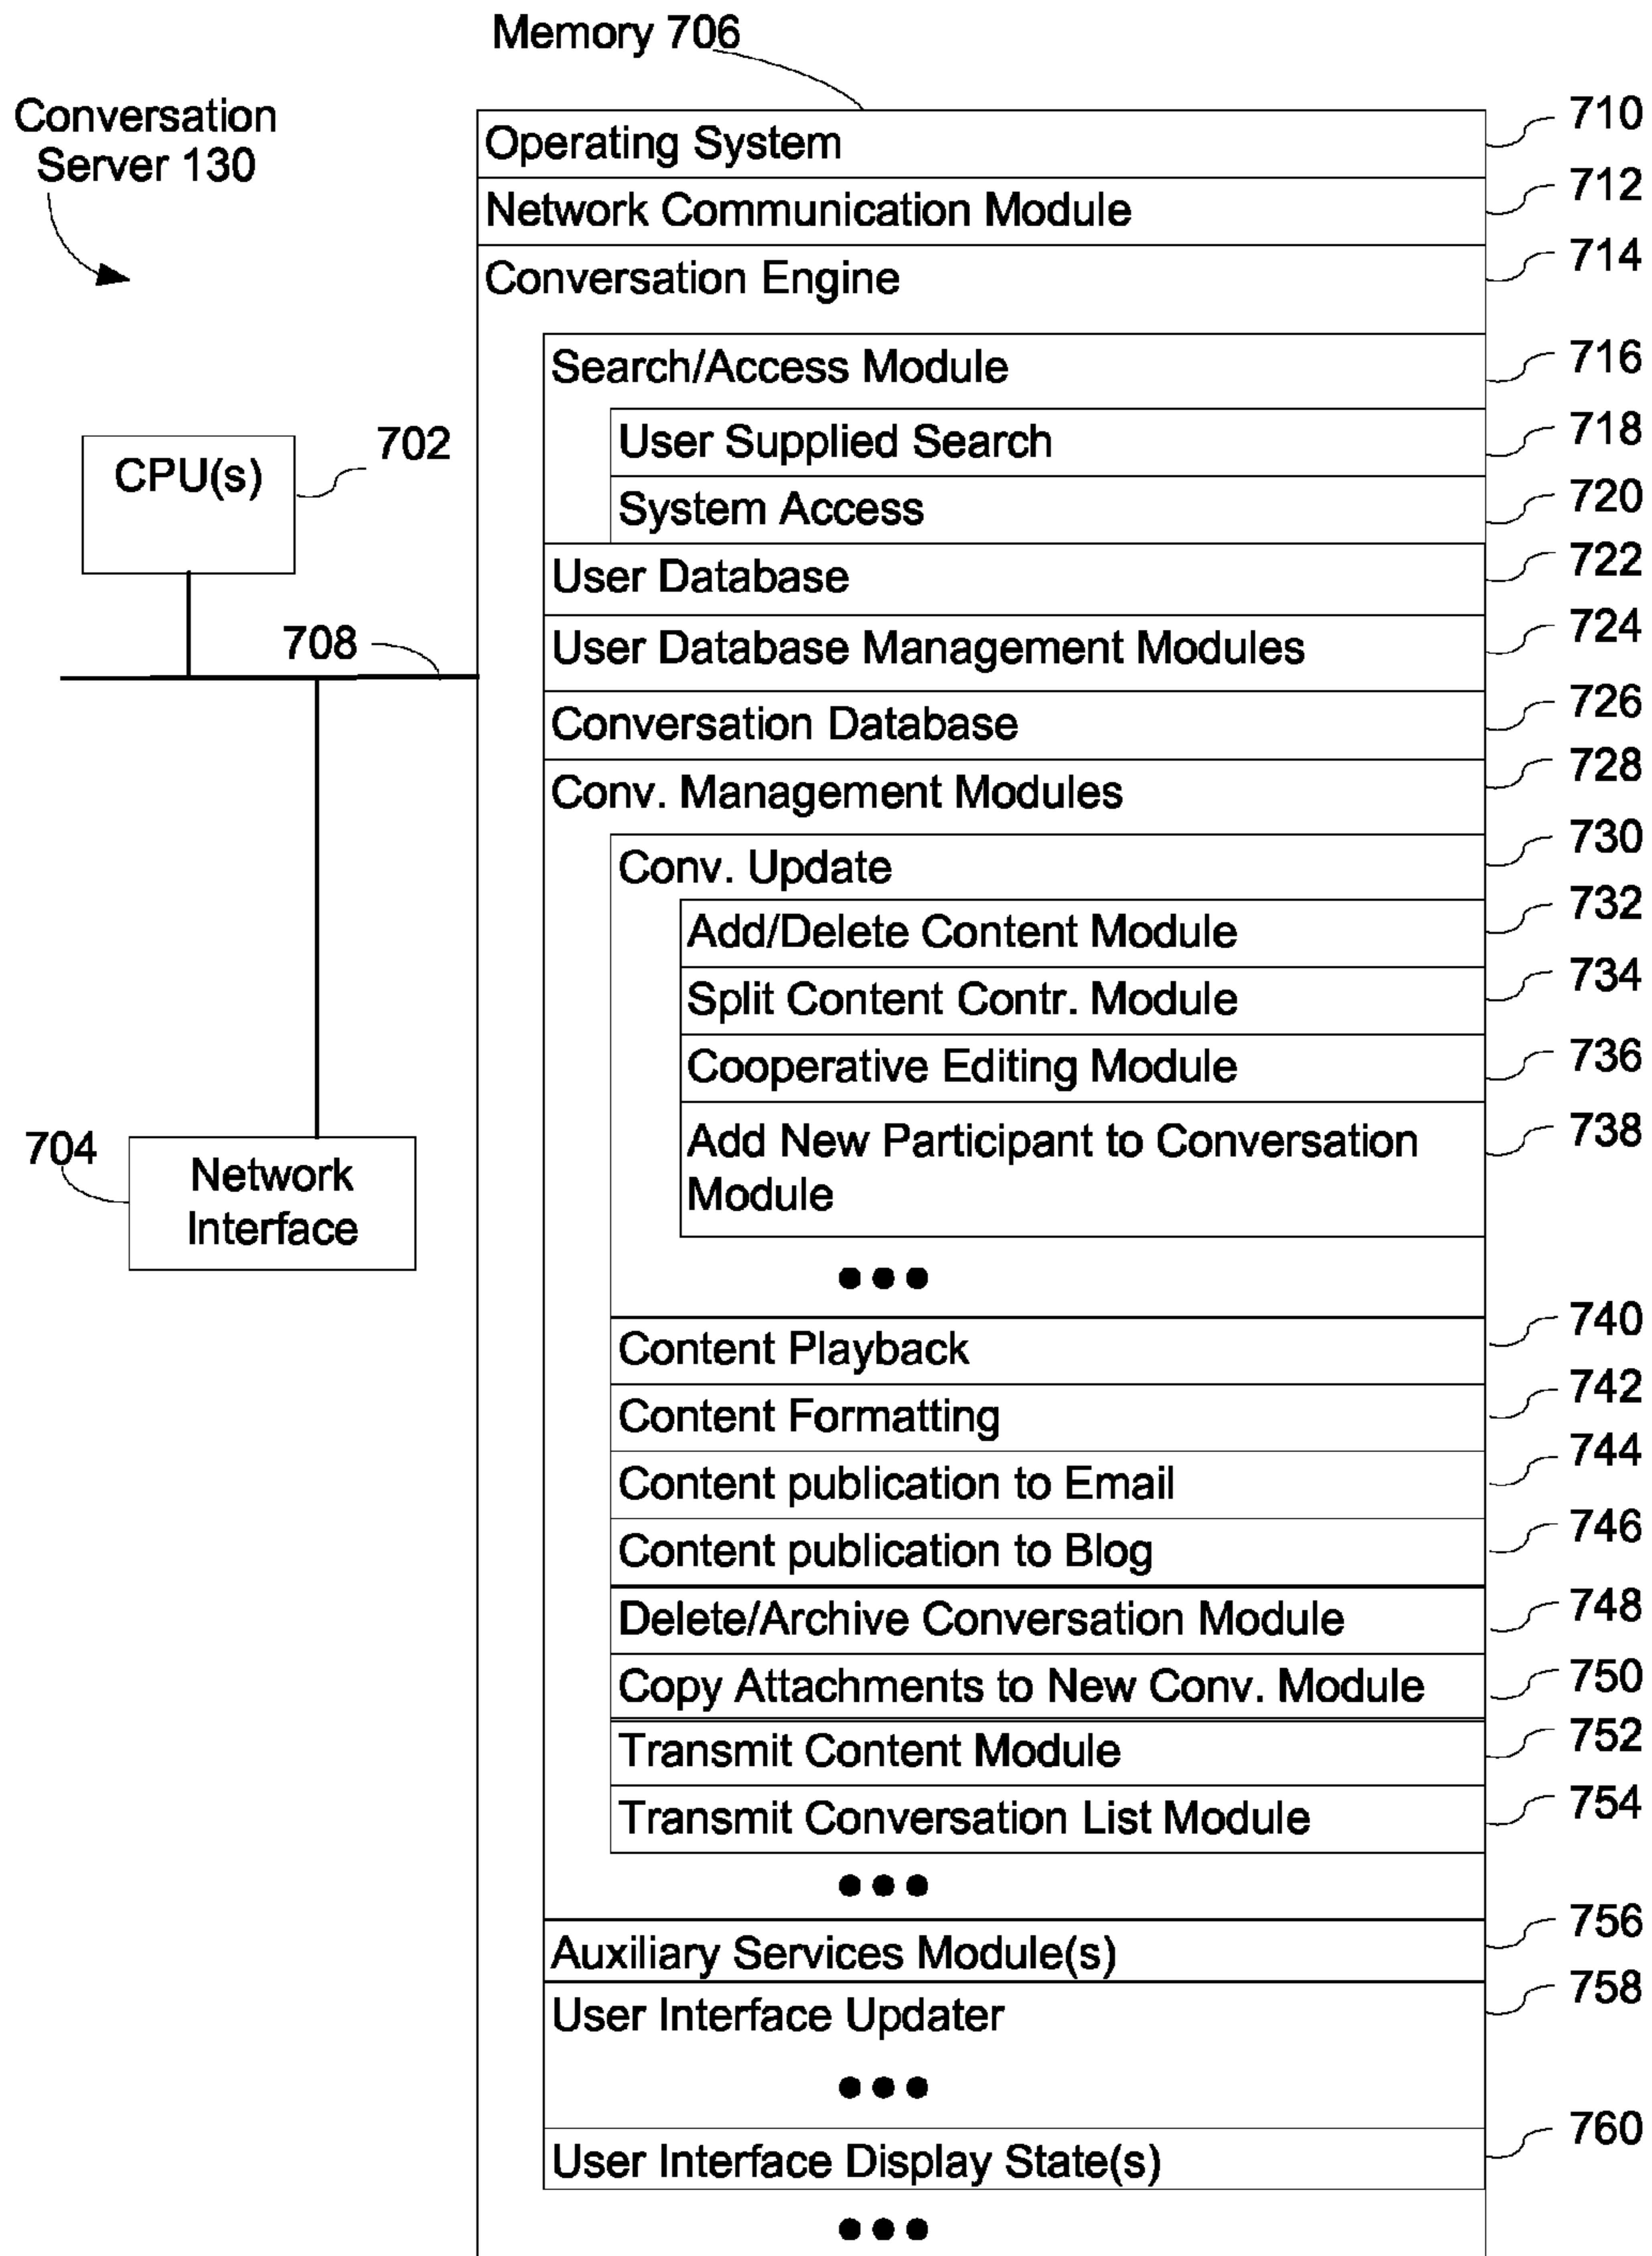 Memory 706
Conversation
Server 130
Operating System
710
Network Communication Module
712
Conversation Engine
714
Search/Access Module
716
User Supplied Search
718
System Access
720
CPU(s)
702
User Database
722
708
User Database Management Modules
724
Conversation Database
726
Conv. Management Modules
728
Conv. Update
730
Add/Delete Content Module
732
Split Content Contr. Module
734
Cooperative Editing Module
736
Add New Participant to Conversation
Module
738
704
Network
Interface
Content Playback
740
Content Formatting
742
Content publication to Email
744
Content publication to Blog
746
Delete/Archive Conversation Module
748
Copy Attachments to New Conv. Module
750
Transmit Content Module
752
Transmit Conversation List Module
754
Auxiliary Services Module(s)
756
User Interface Updater
758
User Interface Display State(s)
760